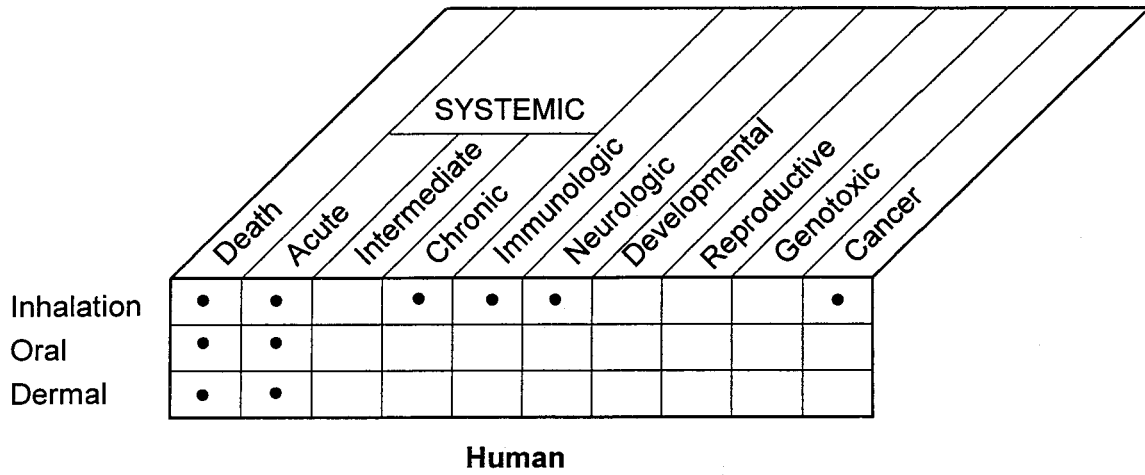 SYSTEMIC
Death
Acute
Intermediate
Chronic
Immunologic
Neurologic
Developmental
Reproductive
Genotoxic
Cancer
Inhalation
Oral
Dermal
Human